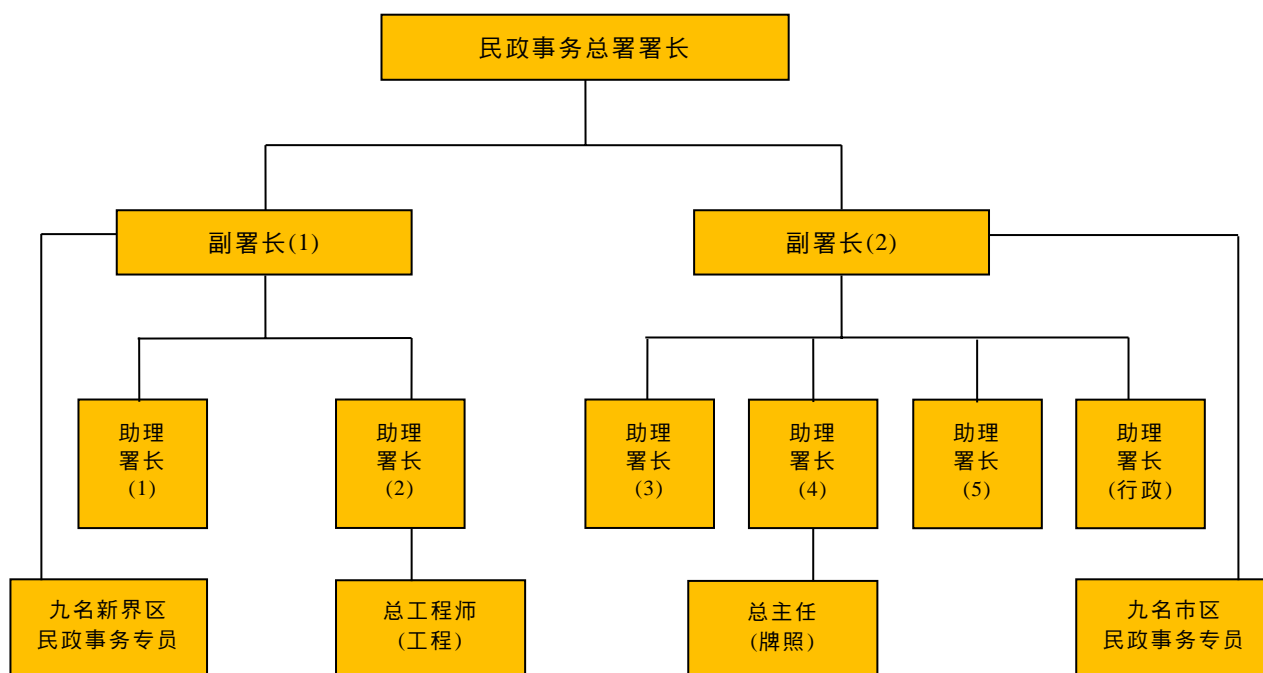 民政事务总署署长
副署长(1)
副署长(2)
助理
署长
(1)
助理
署长
(2)
助理
署长
(3)
助理
署长
(4)
助理
署长
(5)
助理
署长
(行政)
九名新界区
民政事务专员
总工程师
(工程)
总主任
(牌照)
九名市区
民政事务专员